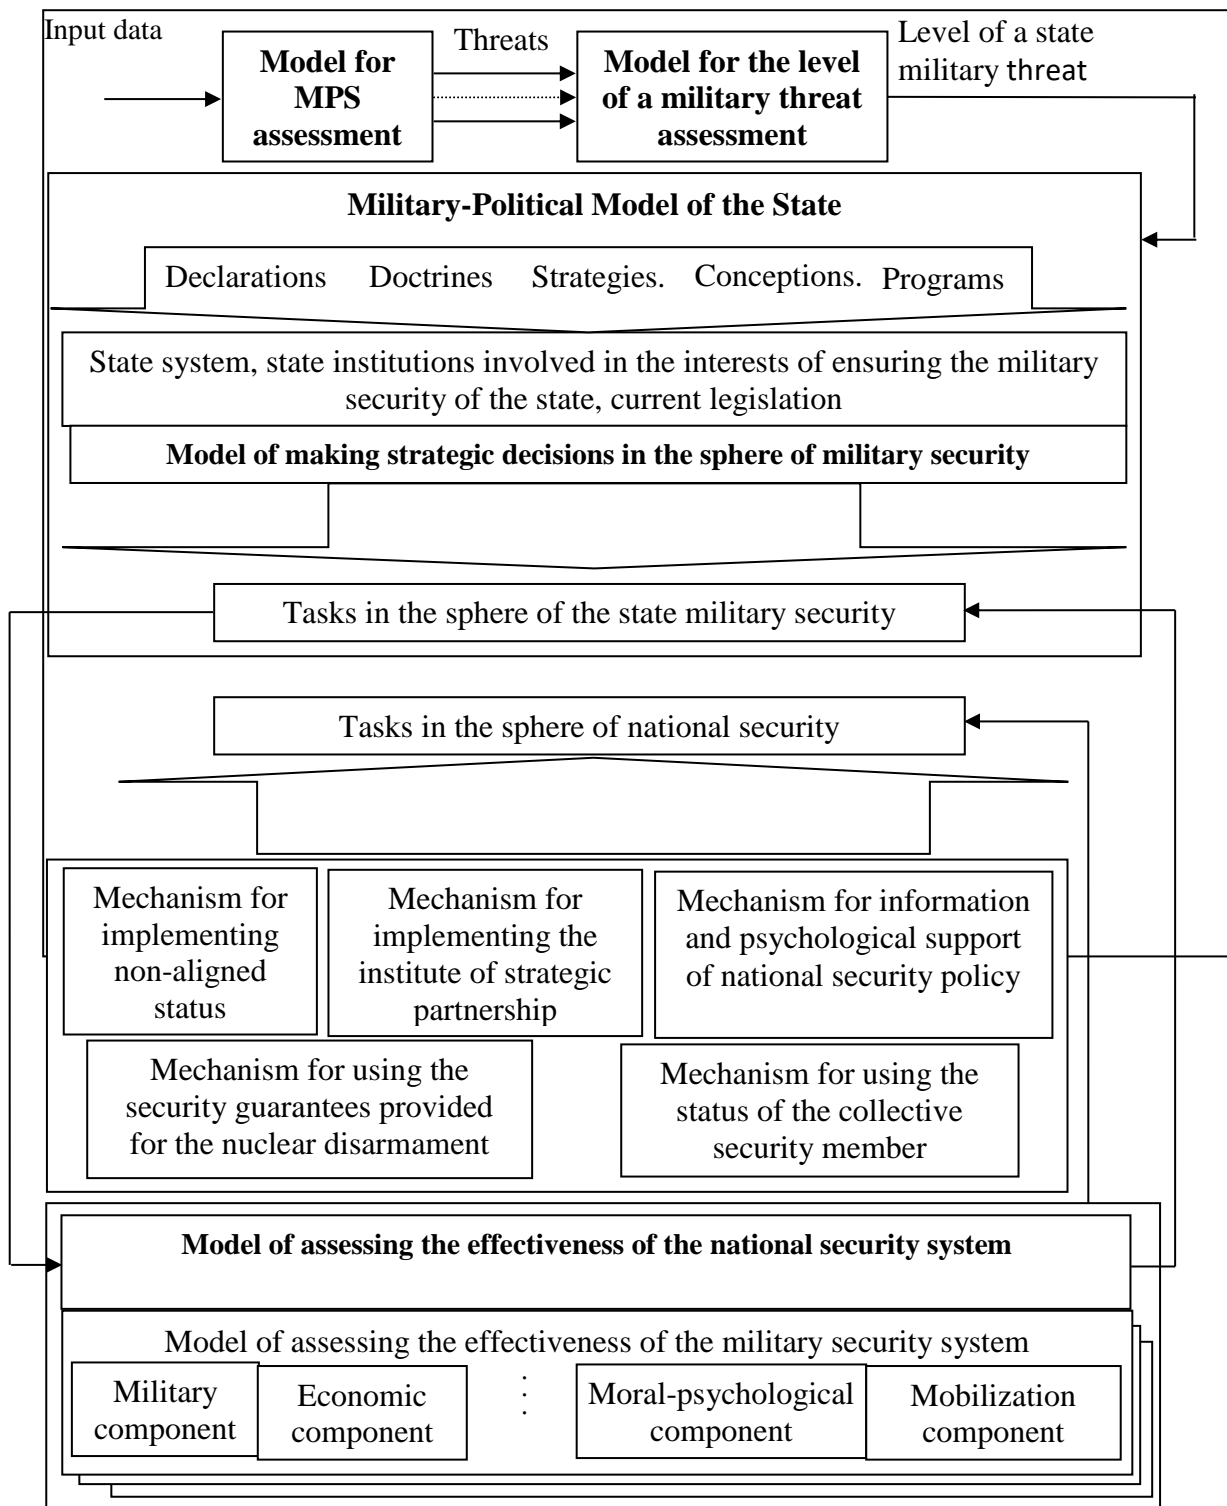 Input data
Model for
MPS
assessment
Threats
Model for the level
of a military threat
assessment
Level of a state
military threat
Military-Political Model of the State
Declarations Doctrines Strategies. Conceptions. Programs
State system, state institutions involved in the interests of ensuring the military
security of the state, current legislation
Model of making strategic decisions in the sphere of military security
Tasks in the sphere of the state military security
Tasks in the sphere of national security
Mechanism for
implementing
non-aligned
status
Mechanism for
implementing the
institute of strategic
partnership
Mechanism for information
and psychological support
of national security policy
Mechanism for using the
security guarantees provided
for the nuclear disarmament
Mechanism for using the
status of the collective
security member
Model of assessing the effectiveness of the national security system
Model of assessing the effectiveness of the military security system
Military
component
Economic
component
...
Moral-psychological
component
Mobilization
component